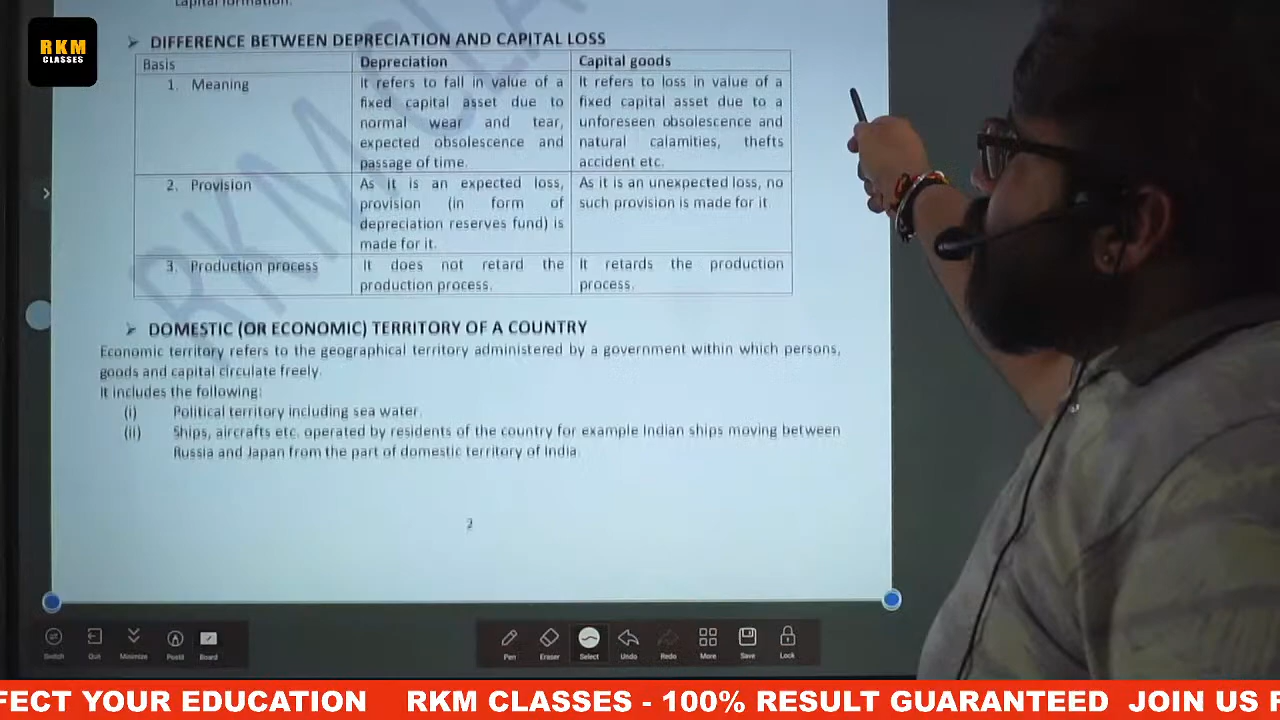 Capital formation.
RKM
CLASSES
➢ DIFFERENCE BETWEEN DEPRECIATION AND CAPITAL LOSS
Basis Depreciation Capital goods
1. Meaning
It refers to fall in value of a
fixed capital asset due to
normal wear and tear,
expected obsolescence and
passage of time.
It refers to loss in value of a
fixed capital asset due to a
unforeseen obsolescence and
natural calamities, thefts
accident etc.
2. Provision
As it is an expected loss,
provision (in form of
depreciation reserves fund) is
made for it.
As it is an unexpected loss, no
such provision is made for it
3. Production process
It does not retard the
production process.
It retards the production
process.
➢ DOMESTIC (OR ECONOMIC) TERRITORY OF A COUNTRY
Economic territory refers to the geographical territory administered by a government within which persons,
goods and capital circulate freely.
It includes the following:
(i) Political territory including sea water.
(ii) Ships, aircrafts etc. operated by residents of the country for example Indian ships moving between
Russia and Japan from the part of domestic territory of India
2
Switch Quit Minimize Postil Board Pen Eraser Select Undo Redo More Save Lock
FECT YOUR EDUCATION RKM CLASSES - 100% RESULT GUARANTEED JOIN US